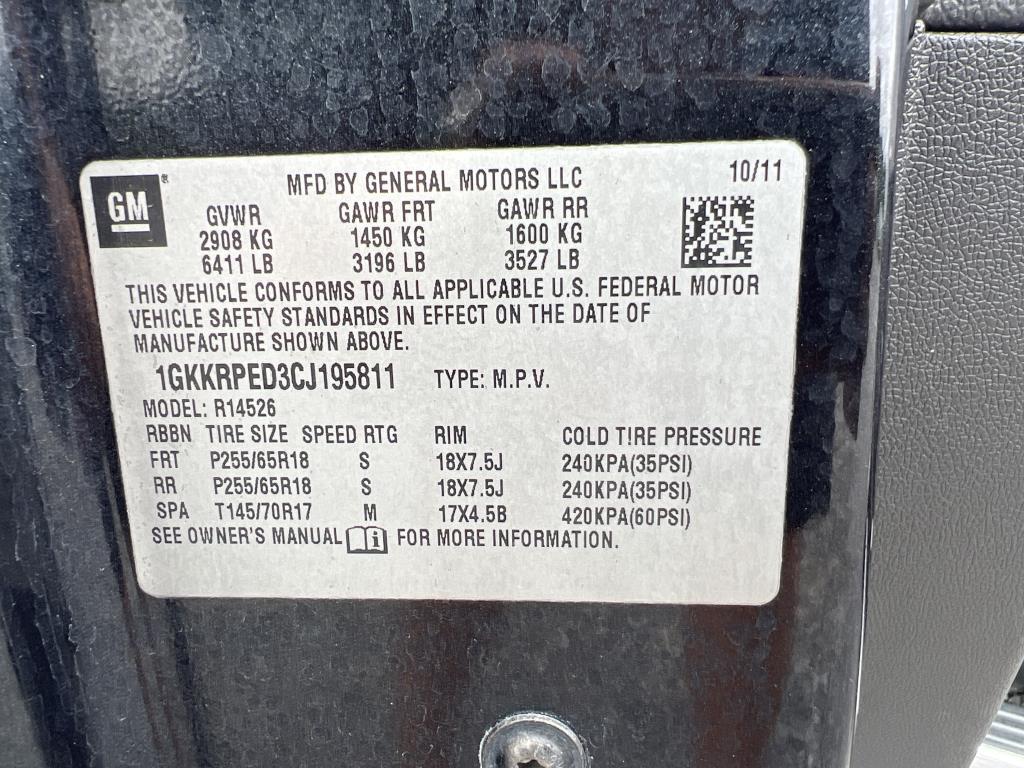 GM
®
MFD BY GENERAL MOTORS LLC
10/11
GVWR GAWR FRT GAWR RR
2908 KG 1450 KG 1600 KG
6411 LB 3196 LB 3527 LB
THIS VEHICLE CONFORMS TO ALL APPLICABLE U.S. FEDERAL MOTOR
VEHICLE SAFETY STANDARDS IN EFFECT ON THE DATE OF
MANUFACTURE SHOWN ABOVE.
1GKKRPED3CJ195811 TYPE: M.P.V.
MODEL: R14526
RBBN TIRE SIZE SPEED RTG RIM COLD TIRE PRESSURE
FRT P255/65R18 S 18X7.5J 240KPA(35PSI)
RR P255/65R18 S 18X7.5J 240KPA(35PSI)
SPA T145/70R17 M 17X4.5B 420KPA(60PSI)
SEE OWNER'S MANUAL i FOR MORE INFORMATION.